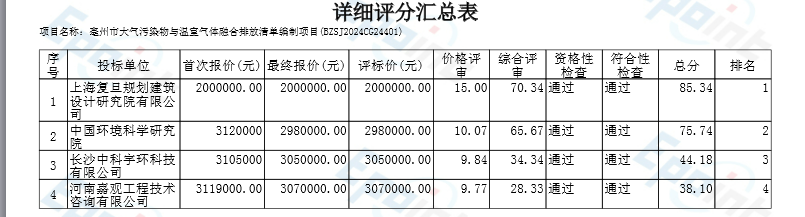 详细评分汇总表
项目名称：亳州市大气污染物与温室气体融合排放清单编制项目(BZSJ2024CG24401)
序号 投标单位 首次报价(元) 最终报价(元) 评标价(元) 价格评审 综合评审 资格性检查 符合性检查 总分 排名
1 上海复旦规划建筑设计研究院有限公司 2000000.00 2000000.00 2000000.00 15.00 70.34 通过 通过 85.34 1
2 中国环境科学研究院 3120000 2980000.00 2980000.00 10.07 65.67 通过 通过 75.74 2
3 长沙中科字环科技有限公司 3105000 3050000.00 3050000.00 9.84 34.34 通过 通过 44.18 3
4 河南嘉观工程技术咨询有限公司 3119000.00 3070000.00 3070000.00 9.77 28.33 通过 通过 38.10 4